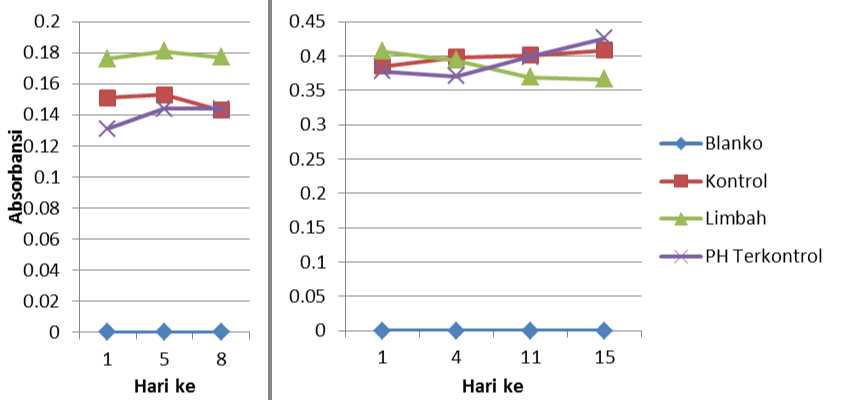 Absorbansi
0.2
0.18
0.16
0.14
0.12
0.1
0.08
0.06
0.04
0.02
0
1 5 8
Hari ke
0.45
0.4
0.35
0.3
0.25
0.2
0.15
0.1
0.05
0
1 4 11 15
Hari ke
Blanko
Kontrol
Limbah
PH Terkontrol